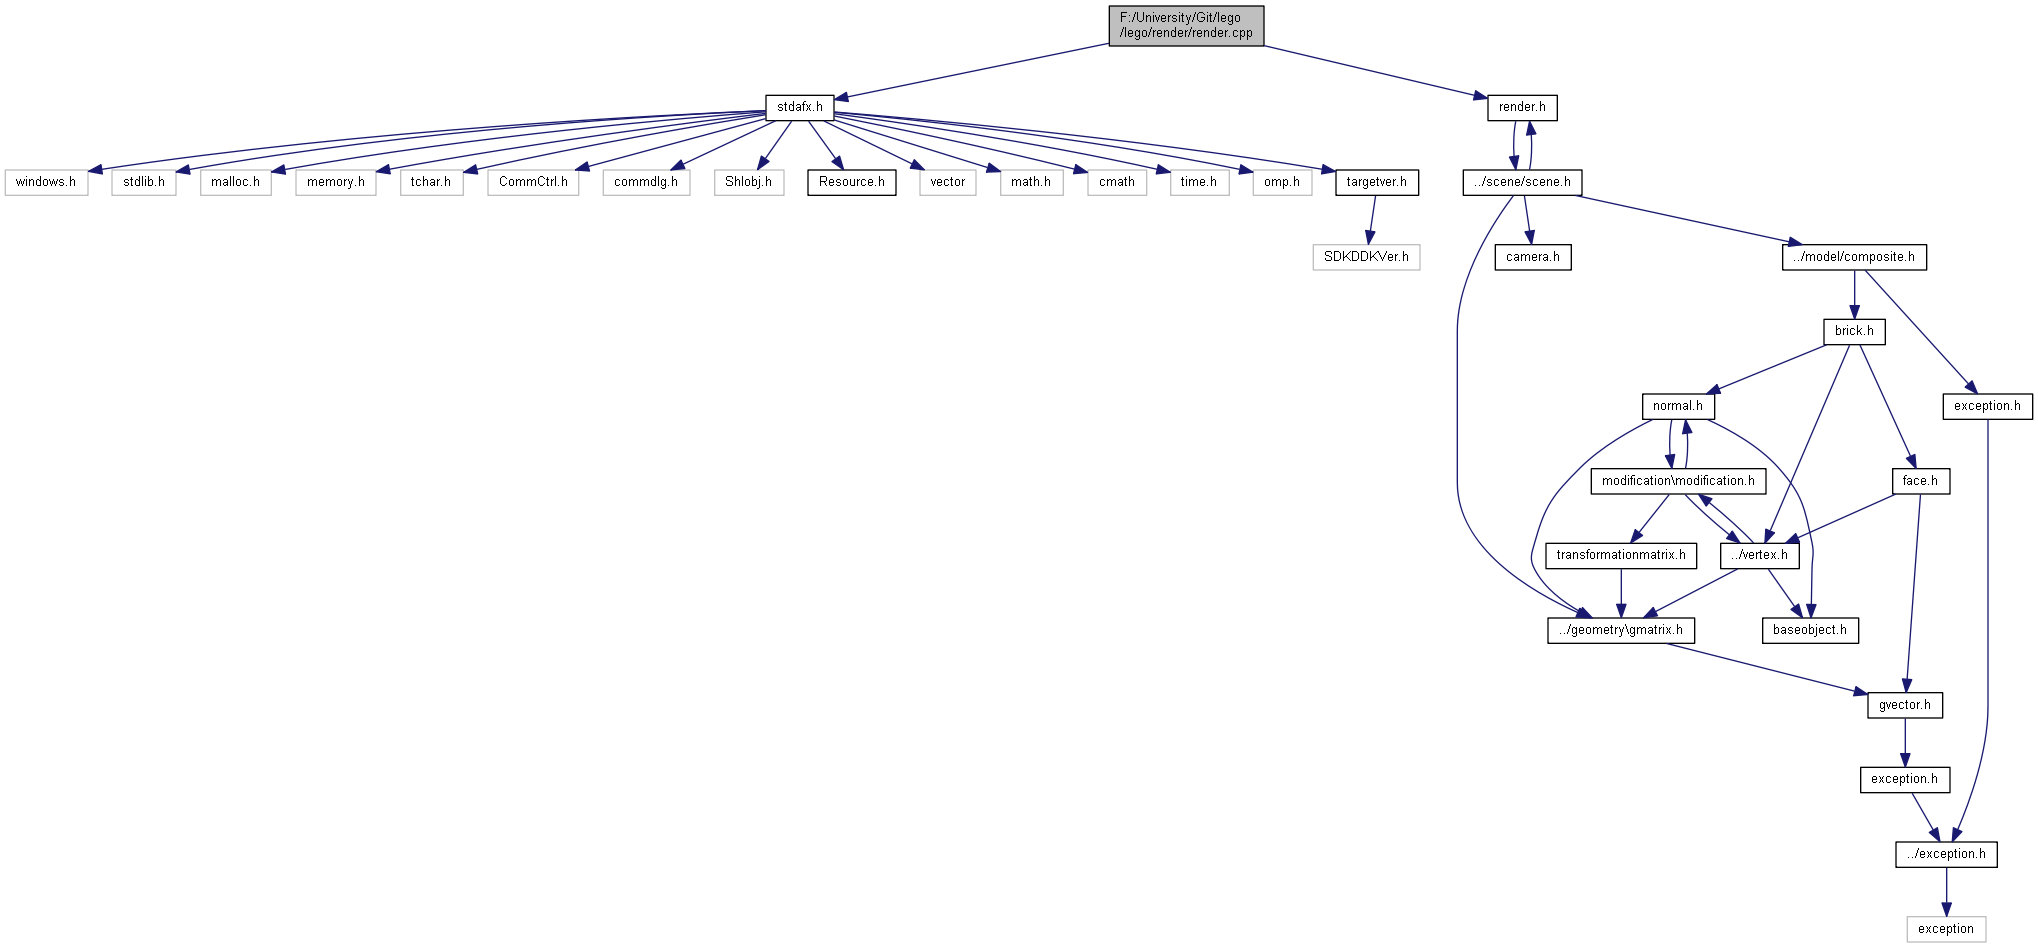 F:/University/Git/lego
/lego/render/render.cpp
stdafx.h
render.h
windows.h
stdlib.h
malloc.h
memory.h
tchar.h
CommCtrl.h
commdlg.h
Shlobj.h
Resource.h
vector
math.h
cmath
time.h
omp.h
targetver.h
../scene/scene.h
SDKDDKVer.h
camera.h
../model/composite.h
brick.h
normal.h
exception.h
modification\modification.h
face.h
transformationmatrix.h
../vertex.h
../geometry\gmatrix.h
baseobject.h
gvector.h
exception.h
../exception.h
exception